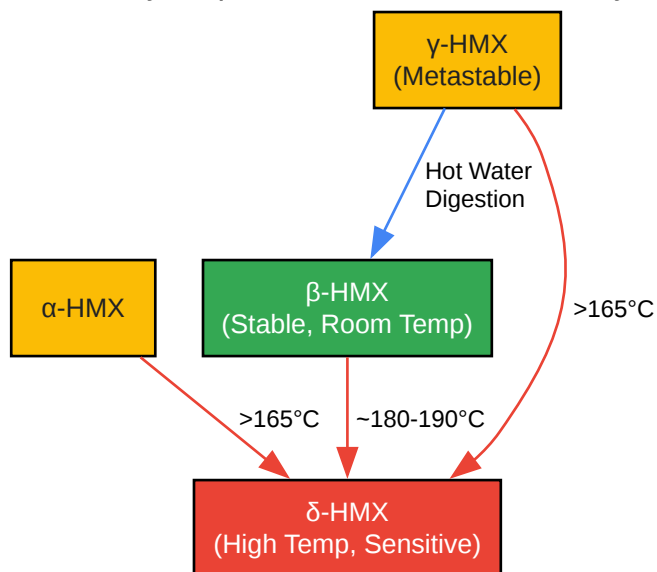 γ-HMX
(Metastable)
Hot Water
Digestion
α-HMX
β-HMX
(Stable, Room Temp)
>165°C
>165°C
~180-190°C
δ-HMX
(High Temp, Sensitive)